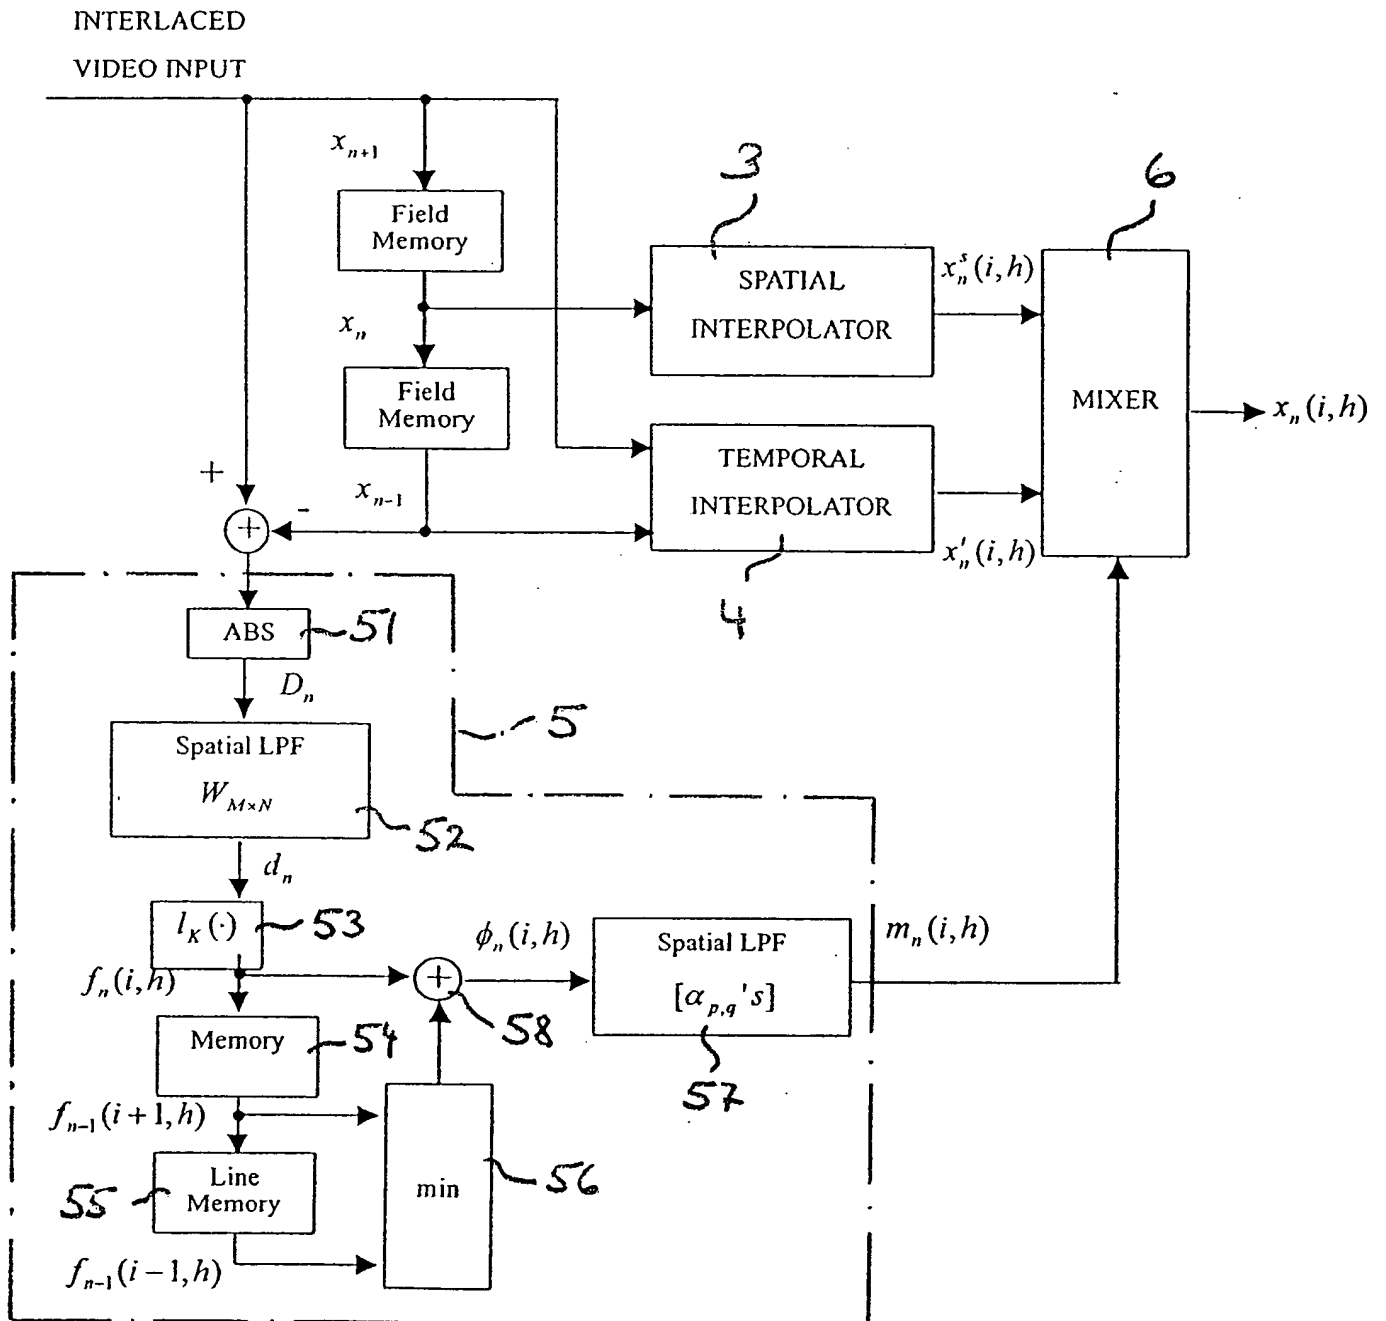 INTERLACED
VIDEO INPUT
x_{n+1}
3
6
Field
Memory
SPATIAL
INTERPOLATOR
x_n^s(i,h)
x_n
Field
Memory
MIXER
x_n(i,h)
TEMPORAL
INTERPOLATOR
+
x_{n-1}
-
+
x_n^t(i,h)
4
ABS
51
D_n
5
Spatial LPF
W_{M×N}
52
d_n
l_K(·)
53
f_n(i,h)
+
58
ϕ_n(i,h)
Spatial LPF
[α_{p,q}'s]
57
m_n(i,h)
Memory
54
f_{n-1}(i+1,h)
Line
Memory
55
min
56
f_{n-1}(i-1,h)